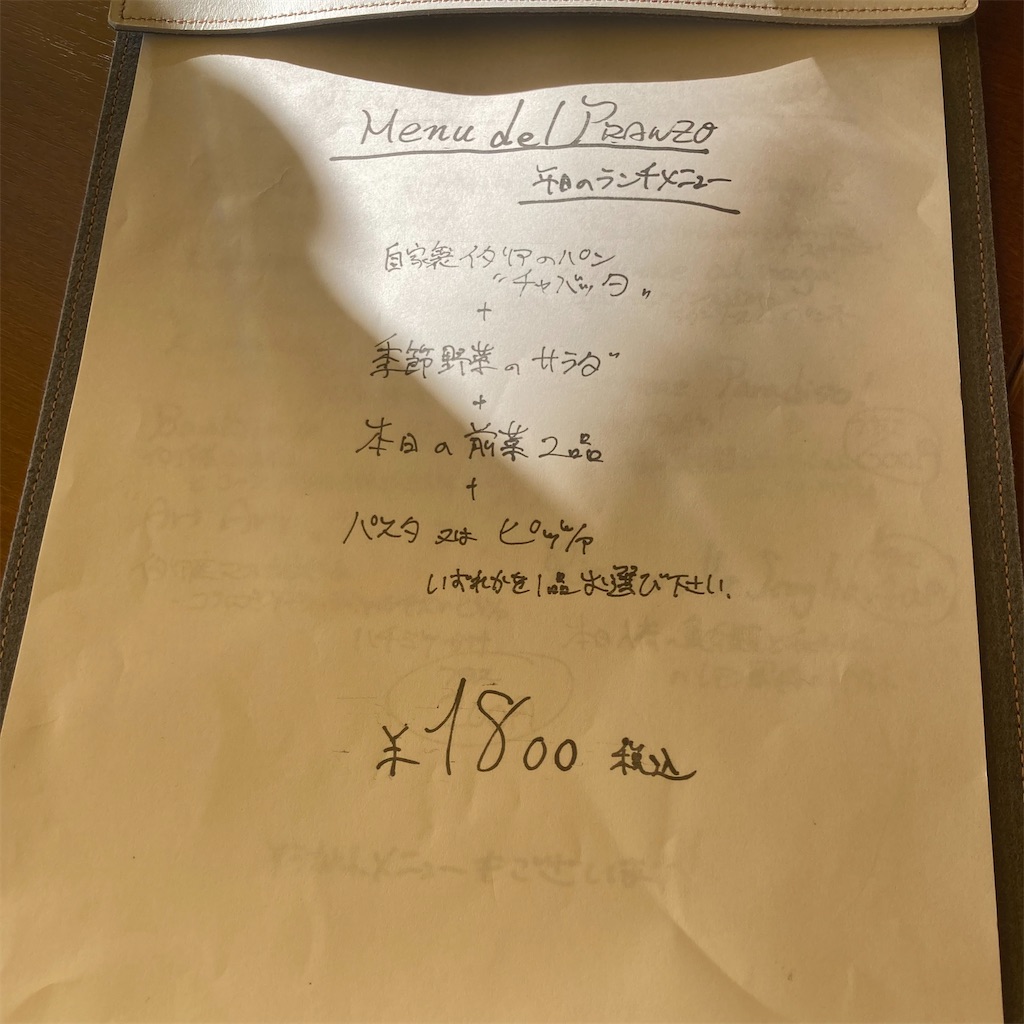 Menu del PRANZO
平日のランチメニュー
自家製イタリアのパン
"チャバッタ"
+
季節野菜のサラダ
+
本日の前菜2品
+
パスタ 又は ピッツァ
いずれかを1品お選び下さい.
¥1800 税込